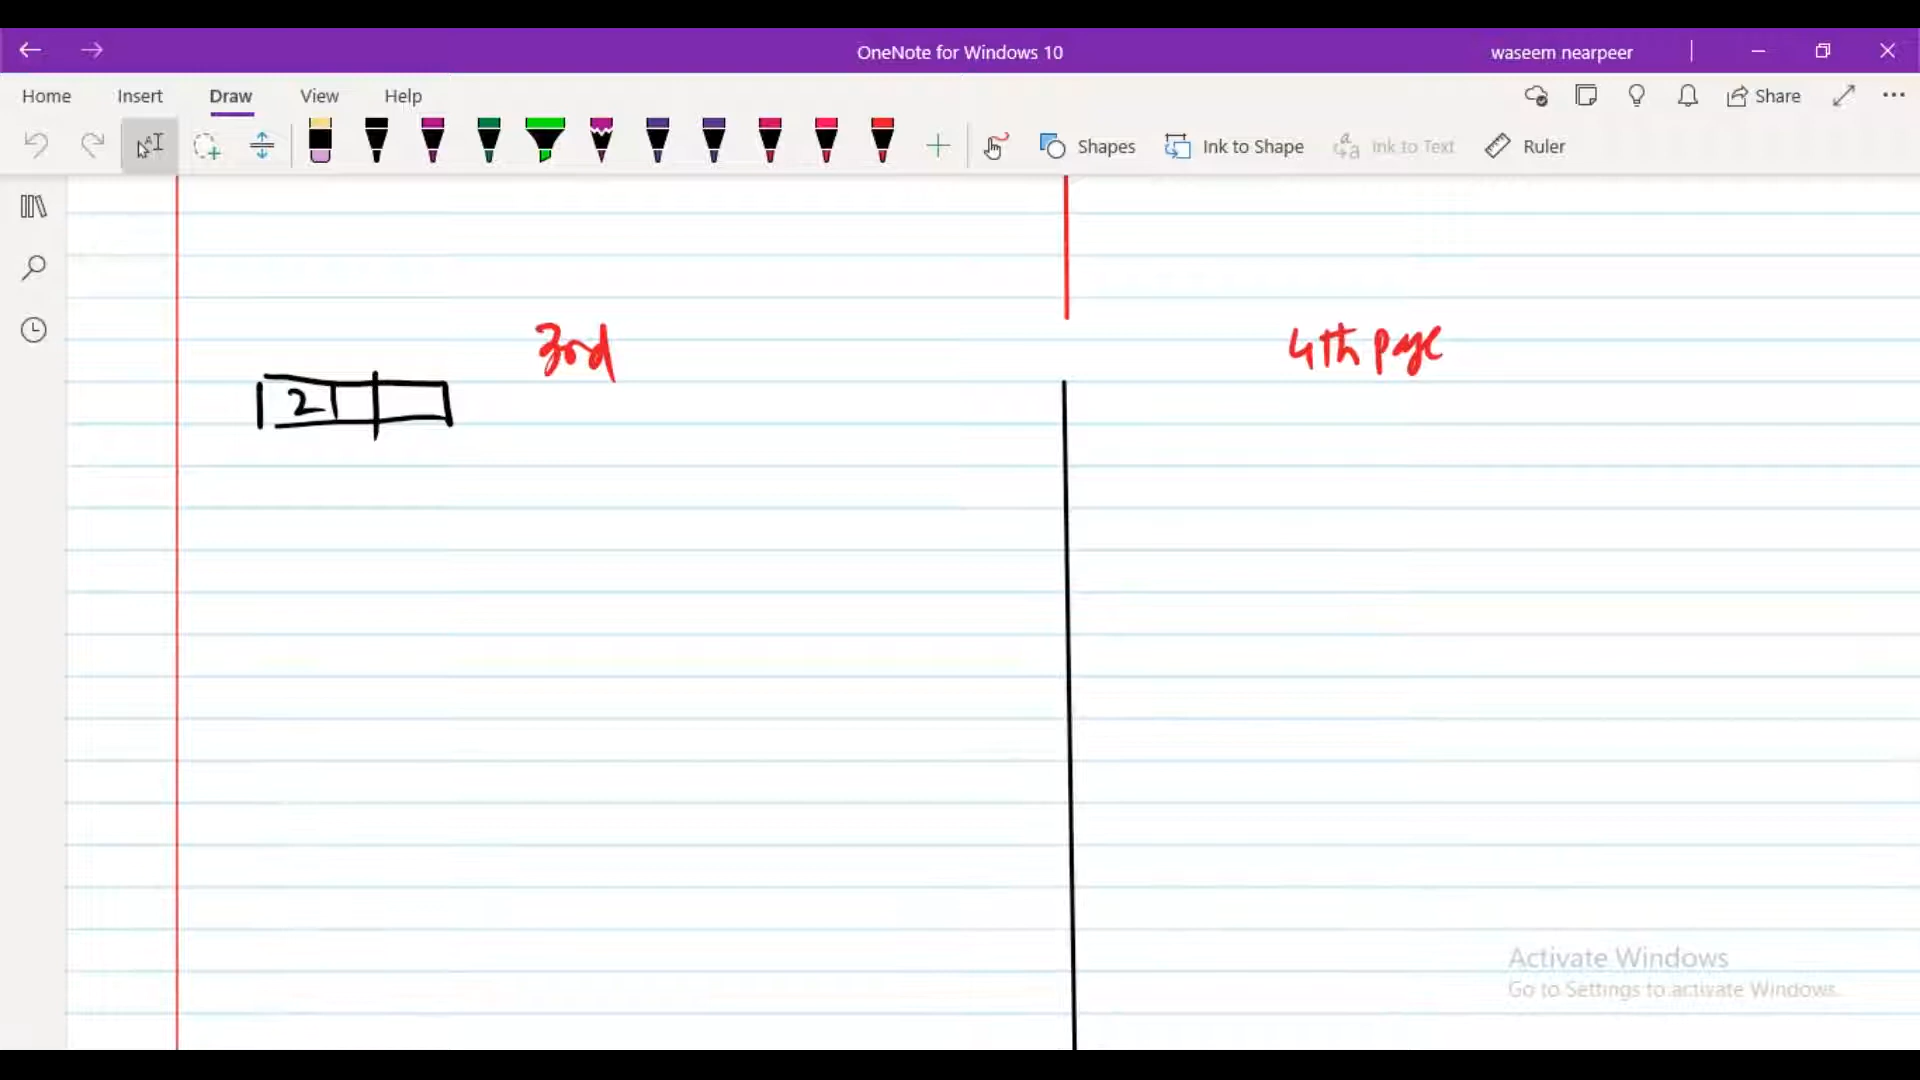 OneNote for Windows 10
waseem nearpeer
Home Insert Draw View Help
Share
Shapes Ink to Shape Ink to Text Ruler
3rd
4th page
2
Activate Windows
Go to Settings to activate Windows.